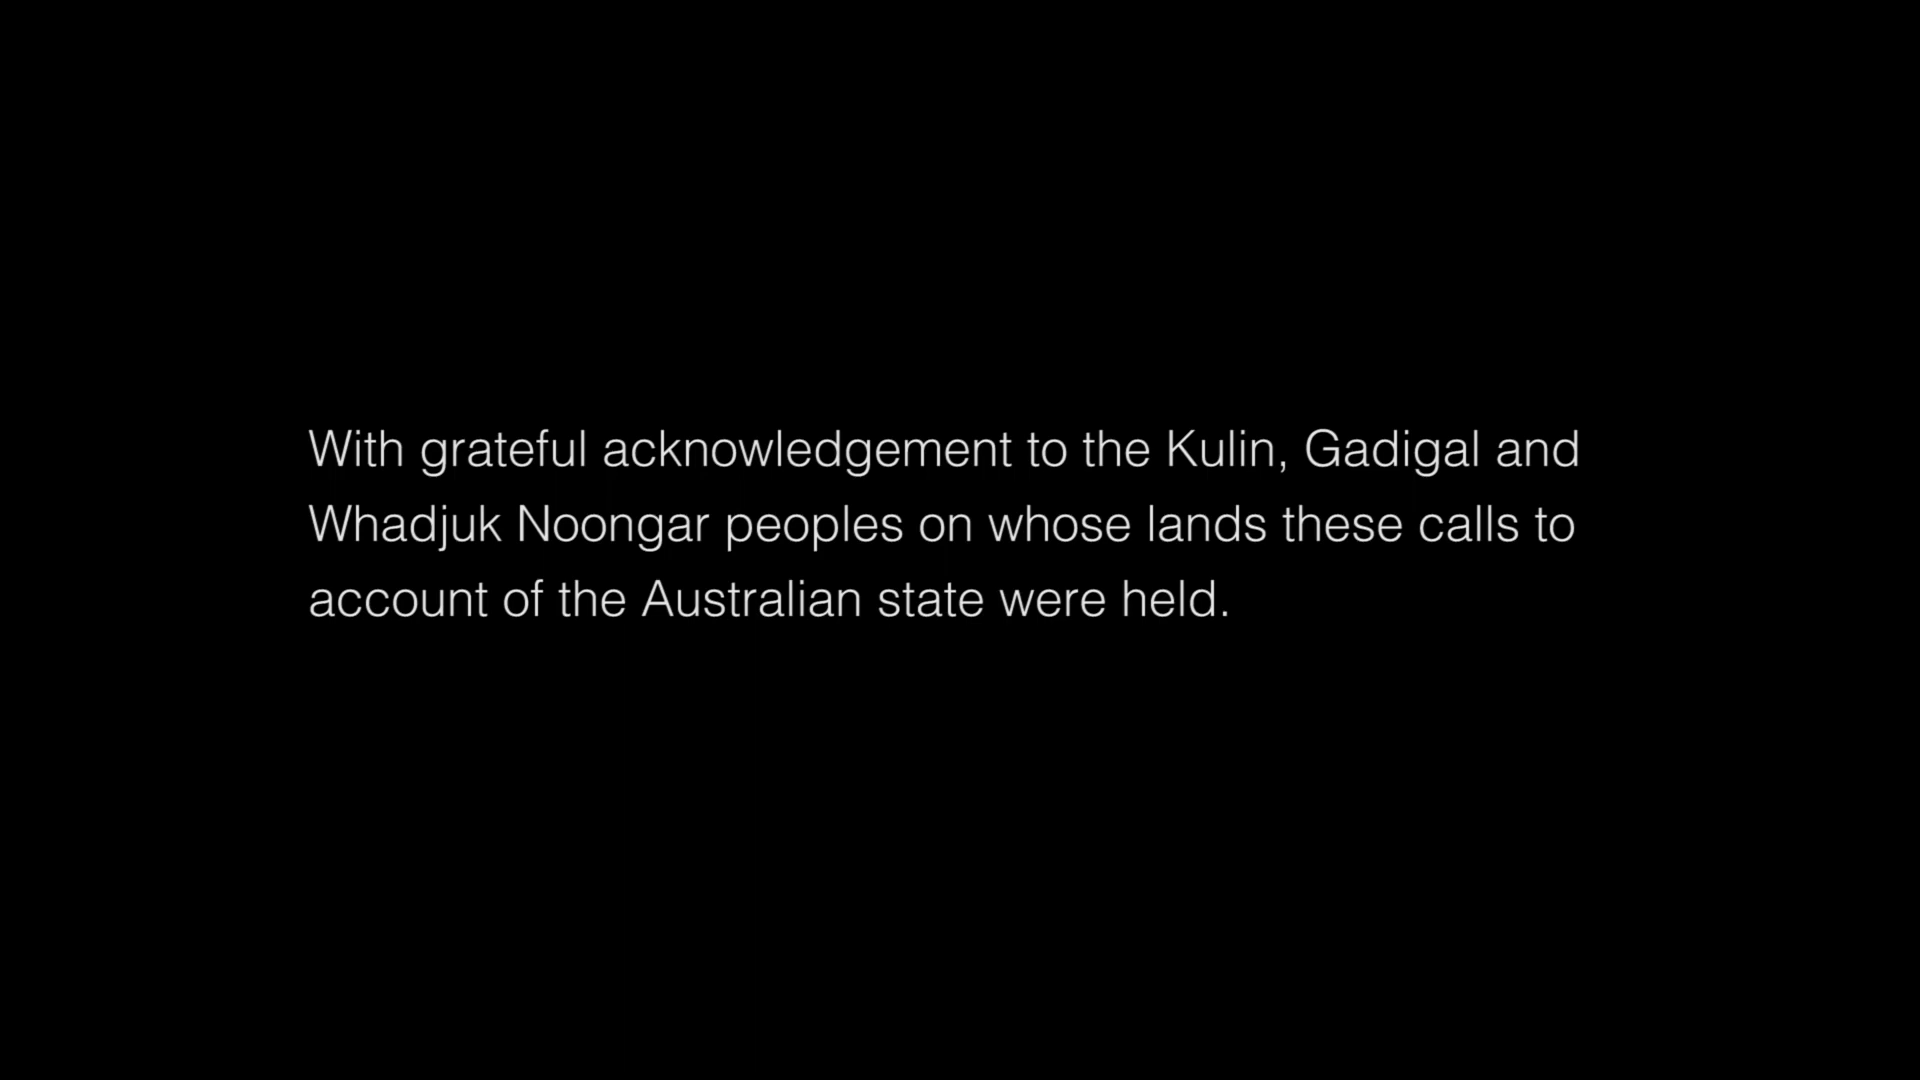 With grateful acknowledgement to the Kulin, Gadigal and
Whadjuk Noongar peoples on whose lands these calls to
account of the Australian state were held.